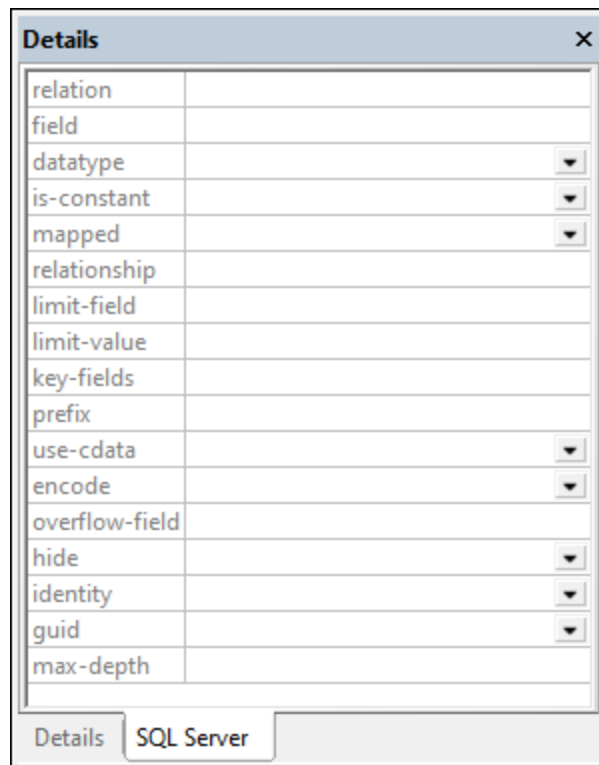 Details
relation
field
datatype
is-constant
mapped
relationship
limit-field
limit-value
key-fields
prefix
use-cdata
encode
overflow-field
hide
identity
guid
max-depth
Details SQL Server